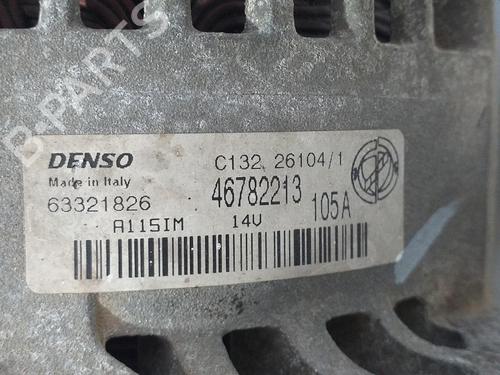 B-PARTS
DENSO C132 26104/1
Made in Italy 46782213
63321826 105A
A115IM 14V